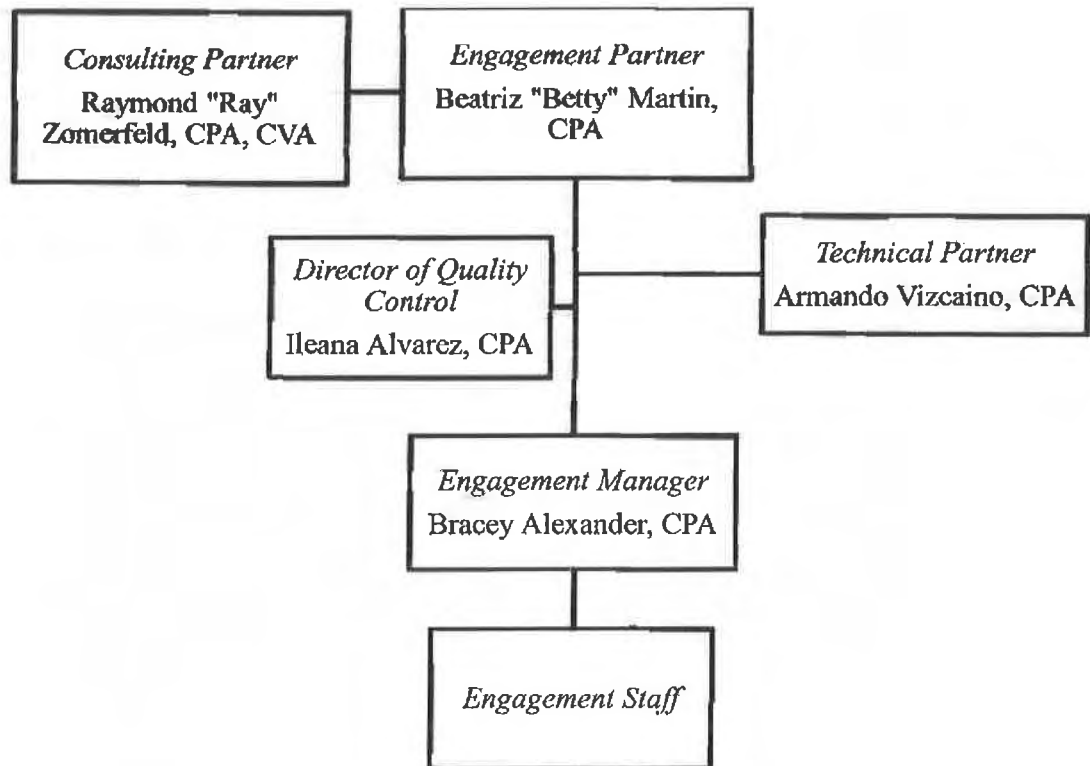 Consulting Partner
Raymond "Ray"
Zomerfeld, CPA, CVA
Engagement Partner
Beatriz "Betty" Martin,
CPA
Director of Quality
Control
Ileana Alvarez, CPA
Technical Partner
Armando Vizcaino, CPA
Engagement Manager
Bracey Alexander, CPA
Engagement Staff